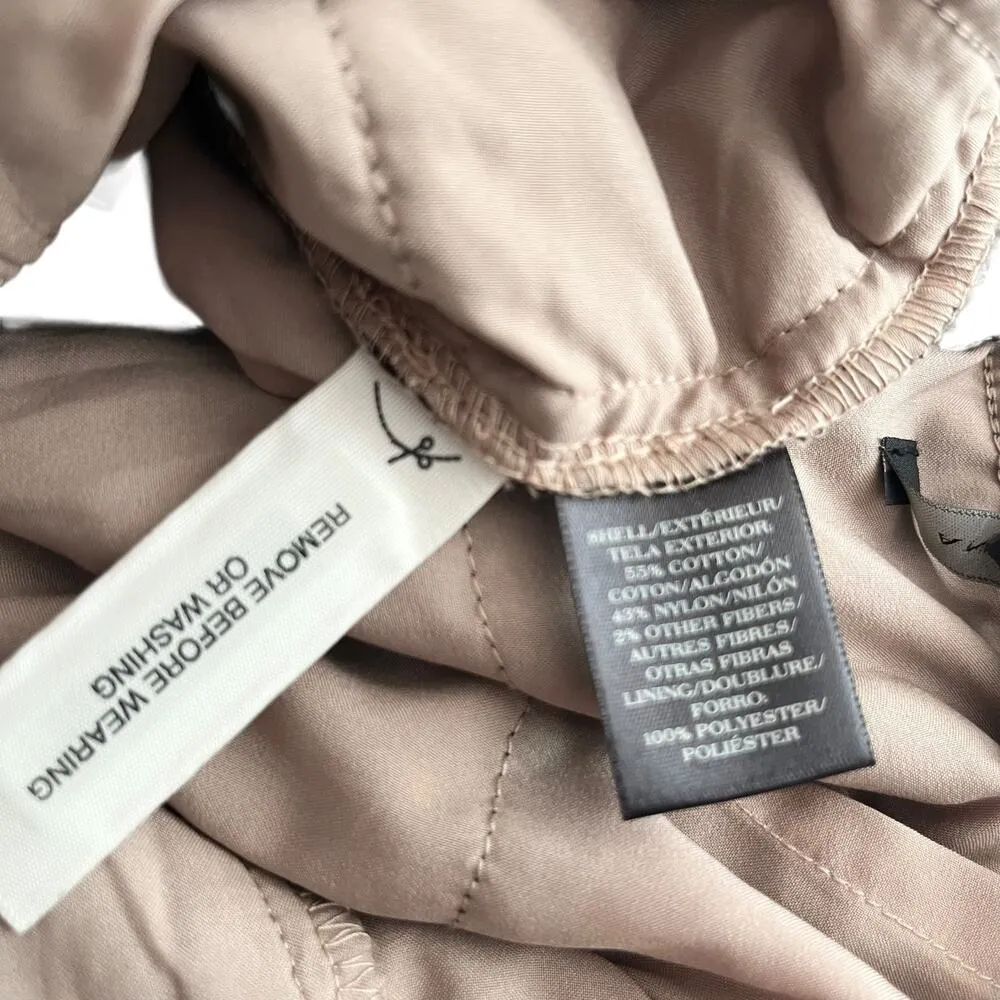 REMOVE BEFORE WEARING
OR WASHING
SHELL/EXTÉRIEUR/
TELA EXTERIOR:
55% COTTON/
COTON/ALGODÓN
43% NYLON/NILÓN
2% OTHER FIBERS/
AUTRES FIBRES/
OTRAS FIBRAS
LINING/DOUBLURE/
FORRO:
100% POLYESTER/
POLIÉSTER